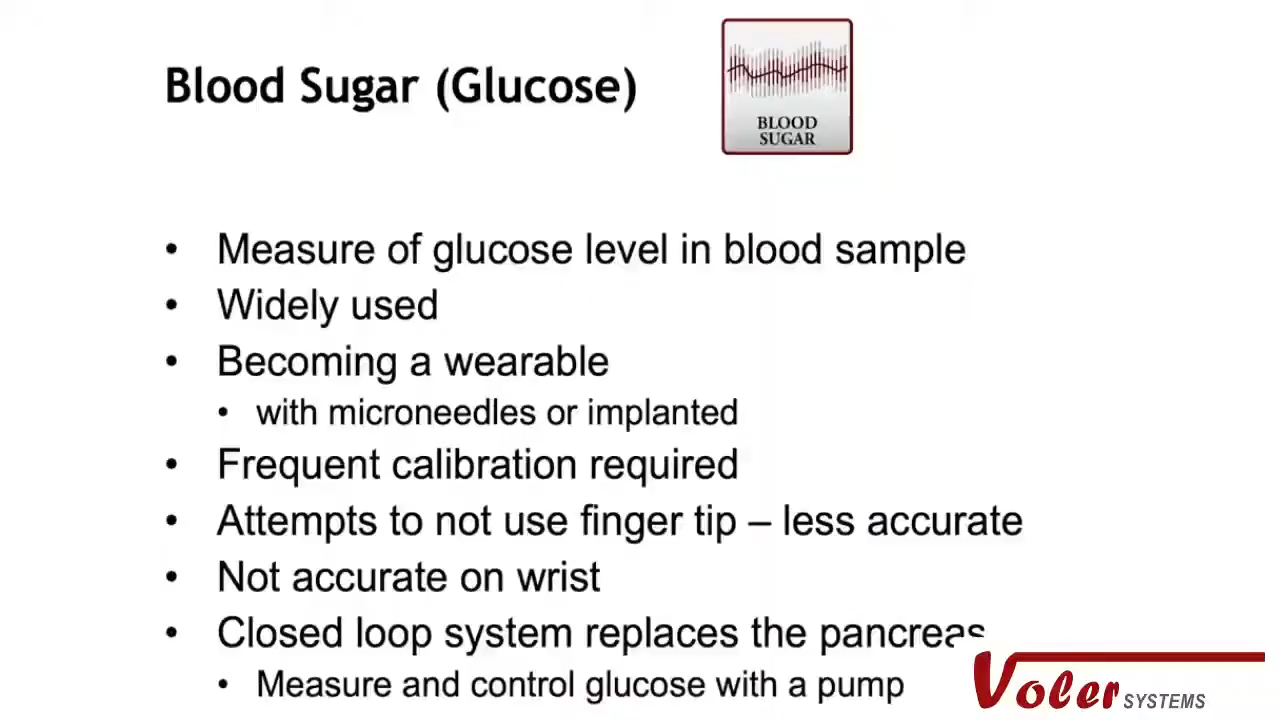 Blood Sugar (Glucose)
BLOOD
SUGAR
• Measure of glucose level in blood sample
• Widely used
• Becoming a wearable
• with microneedles or implanted
• Frequent calibration required
• Attempts to not use finger tip – less accurate
• Not accurate on wrist
• Closed loop system replaces the pancreas
• Measure and control glucose with a pump
Voler SYSTEMS